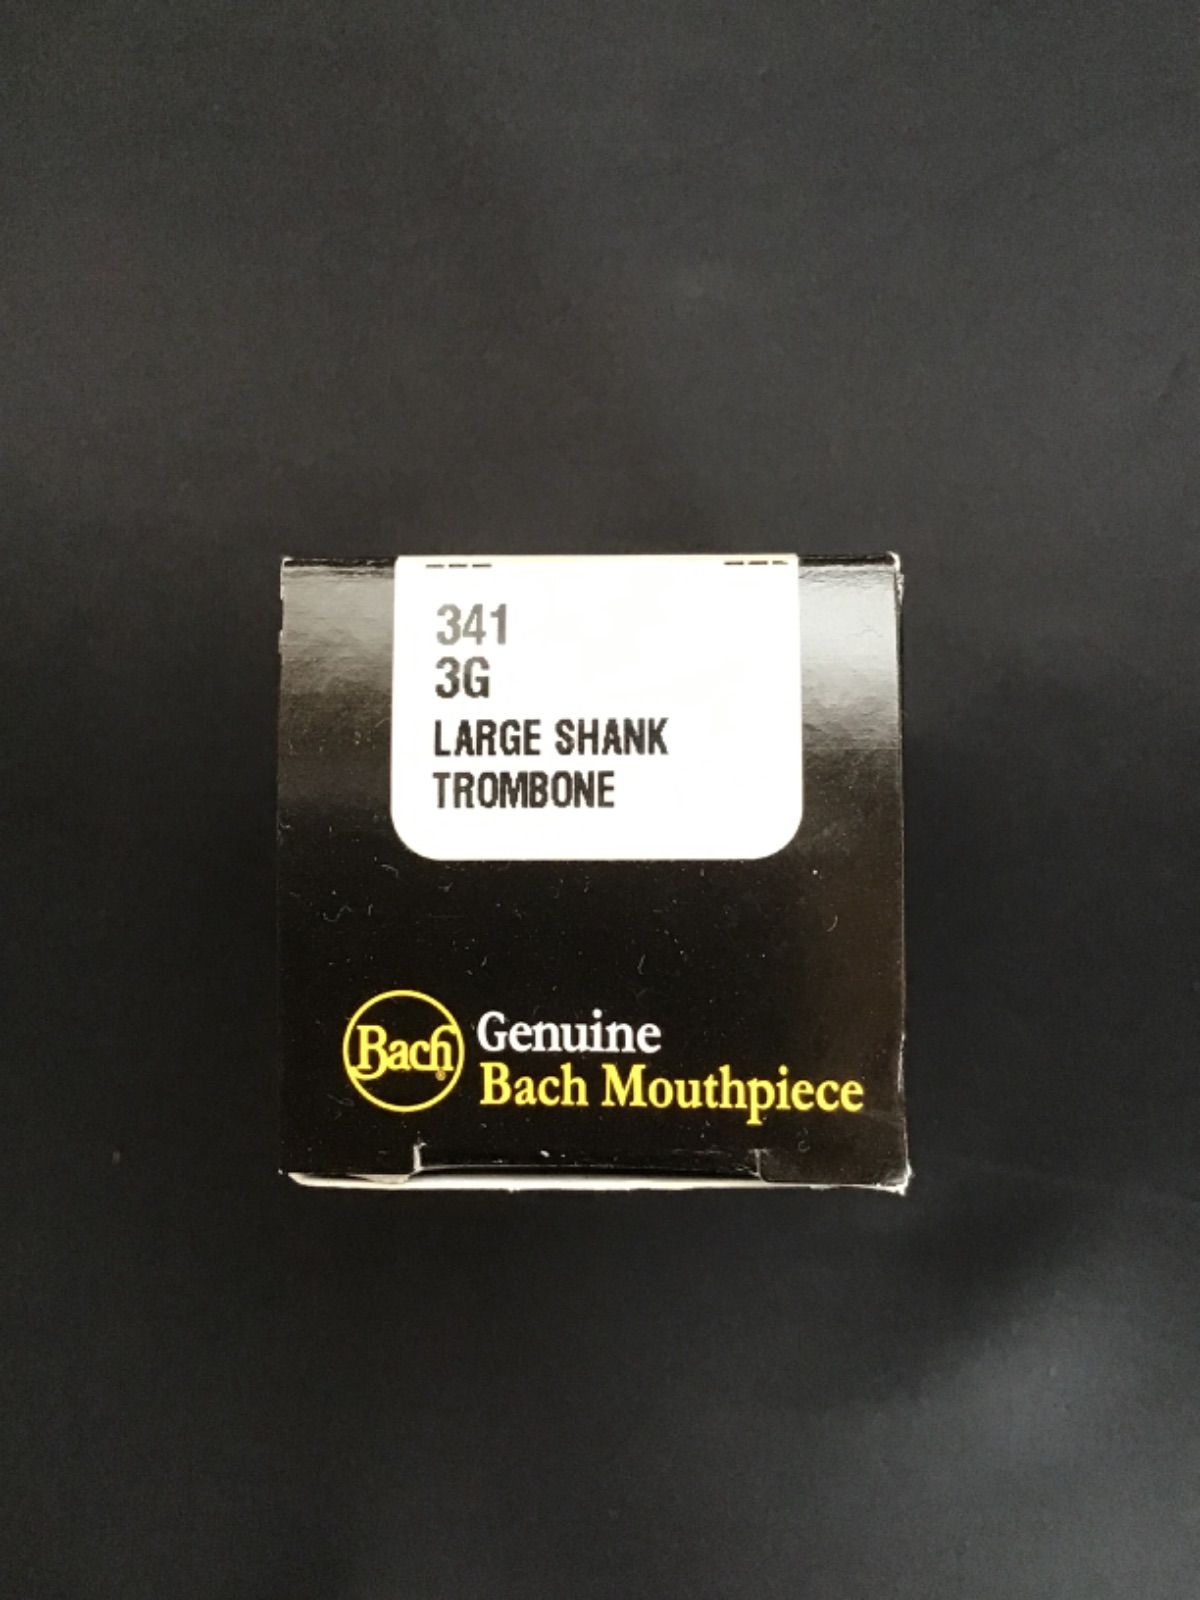 341
3G
LARGE SHANK
TROMBONE
Bach®
Genuine
Bach Mouthpiece